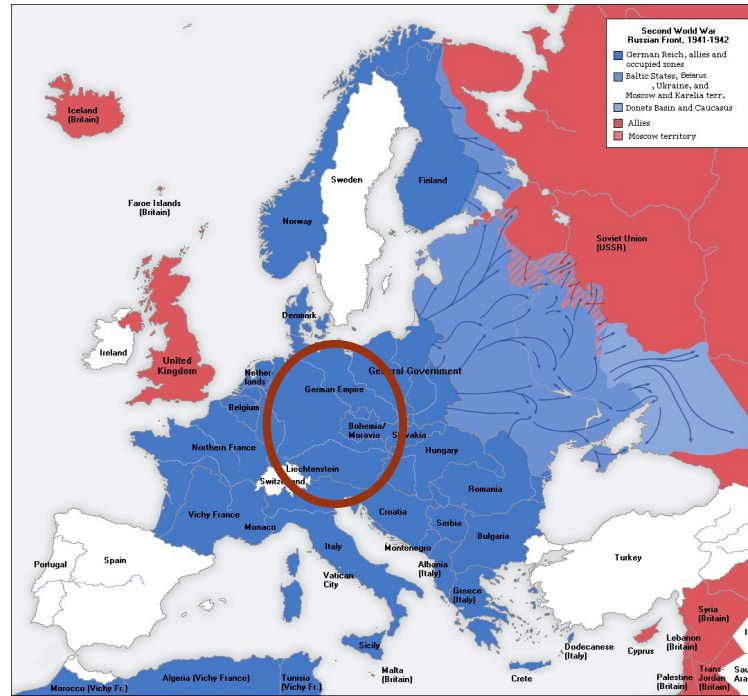 Second World War
Russian Front, 1941-1942
German Reich, allies and
occupied zones
Baltic States, Belarus
, Ukraine, and
Moscow and Karelia terr.
Donets Basin and Caucasus
Allies
Moscow territory
Iceland
(Britain)
Faroe Islands
(Britain)
Sweden
Finland
Norway
Soviet Union
(USSR)
Denmark
Ireland
United
Kingdom
Nether-
lands
General Government
German Empire
Belgium
Bohemia/
Moravia
Slovakia
Northern France
Hungary
Liechtenstein
Switzerland
Romania
Vichy France
Croatia
Serbia
Monaco
Bulgaria
Italy
Montenegro
Portugal
Spain
Turkey
Albania
(Italy)
Vatican
City
Greece
(Italy)
Syria
(Britain)
Sicily
Dodecanese
(Italy)
Cyprus
Lebanon
(Britain)
Malta
(Britain)
Crete
Palestine
(Britain)
Trans-
Jordan
(Britain)
Sau
Ara
I
Morocco (Vichy Fr.)
Algeria (Vichy France)
Tunisia
(Vichy Fr.)